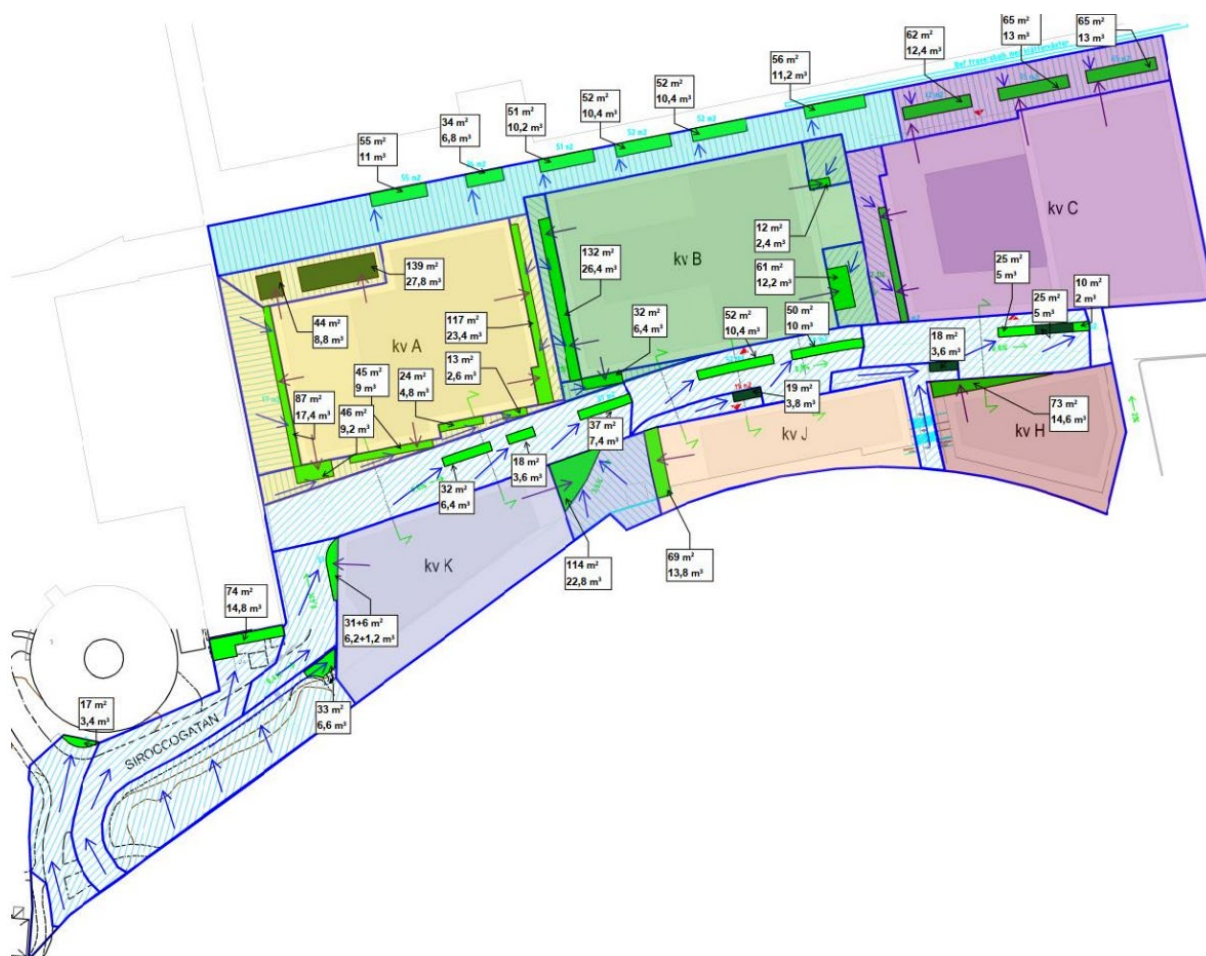 65 m²
13 m³
65 m²
13 m³
62 m²
12,4 m³
56 m²
11,2 m³
52 m²
10,4 m³
52 m²
10,4 m³
51 m²
10,2 m³
34 m²
6,8 m³
55 m²
11 m³
55 m2
51 m2
52 m2
52 m2
kv C
12 m²
2,4 m³
132 m²
26,4 m³
kv B
61 m²
12,2 m³
139 m²
27,8 m³
25 m²
5 m³
10 m²
2 m³
25 m²
5 m³
44 m²
8,8 m³
117 m²
23,4 m³
kv A
32 m²
6,4 m³
52 m²
10,4 m³
50 m²
10 m³
18 m²
3,6 m³
13 m²
2,6 m³
24 m²
4,8 m³
45 m²
9 m³
87 m²
17,4 m³
46 m²
9,2 m³
19 m²
3,8 m³
73 m²
14,6 m³
37 m²
7,4 m³
kv J
kv H
18 m²
3,6 m³
32 m²
6,4 m³
kv K
114 m²
22,8 m³
69 m²
13,8 m³
74 m²
14,8 m³
31+6 m²
6,2+1,2 m³
17 m²
3,4 m³
33 m²
6,6 m³
SIROCCOGATAN